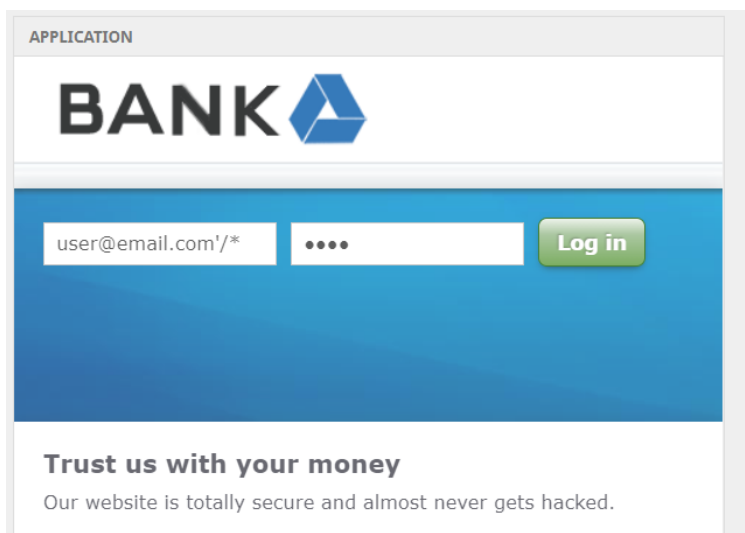 APPLICATION
BANK
user@email.com'/* •••• Log in
Trust us with your money
Our website is totally secure and almost never gets hacked.